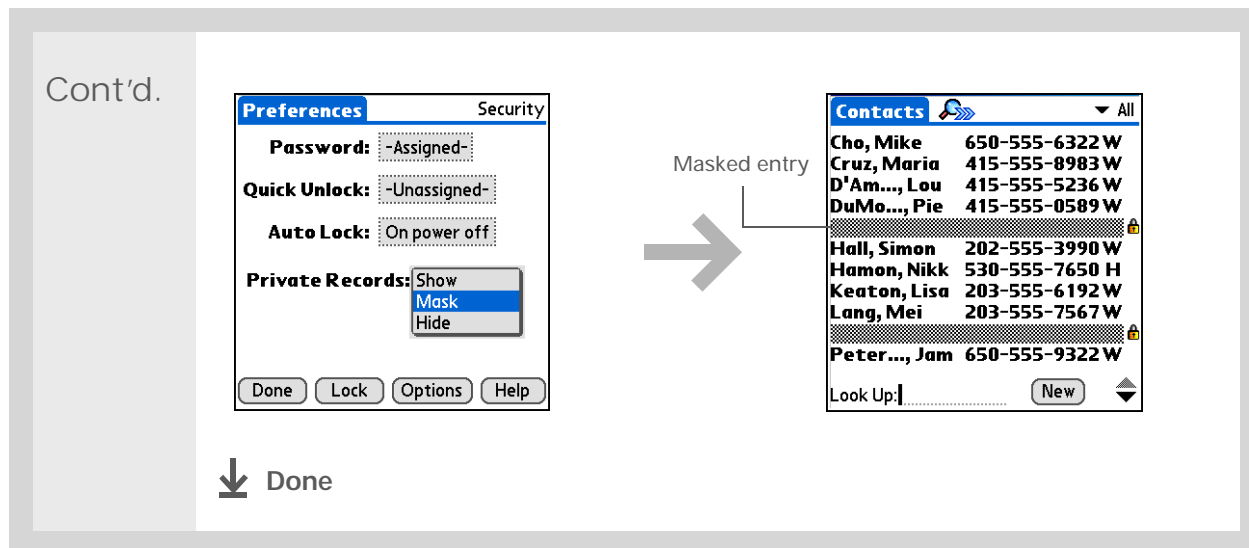 Cont'd.
Preferences Security
Password: -Assigned-
Quick Unlock: -Unassigned-
Auto Lock: On power off
Private Records: Show
Mask
Hide
Done Lock Options Help
Masked entry
Contacts All
Cho, Mike 650-555-6322 W
Cruz, Maria 415-555-8983 W
D'Am..., Lou 415-555-5236 W
DuMo..., Pie 415-555-0589 W
Hall, Simon 202-555-3990 W
Hamon, Nikk 530-555-7650 H
Keaton, Lisa 203-555-6192 W
Lang, Mei 203-555-7567 W
Peter..., Jam 650-555-9322 W
Look Up: New
Done